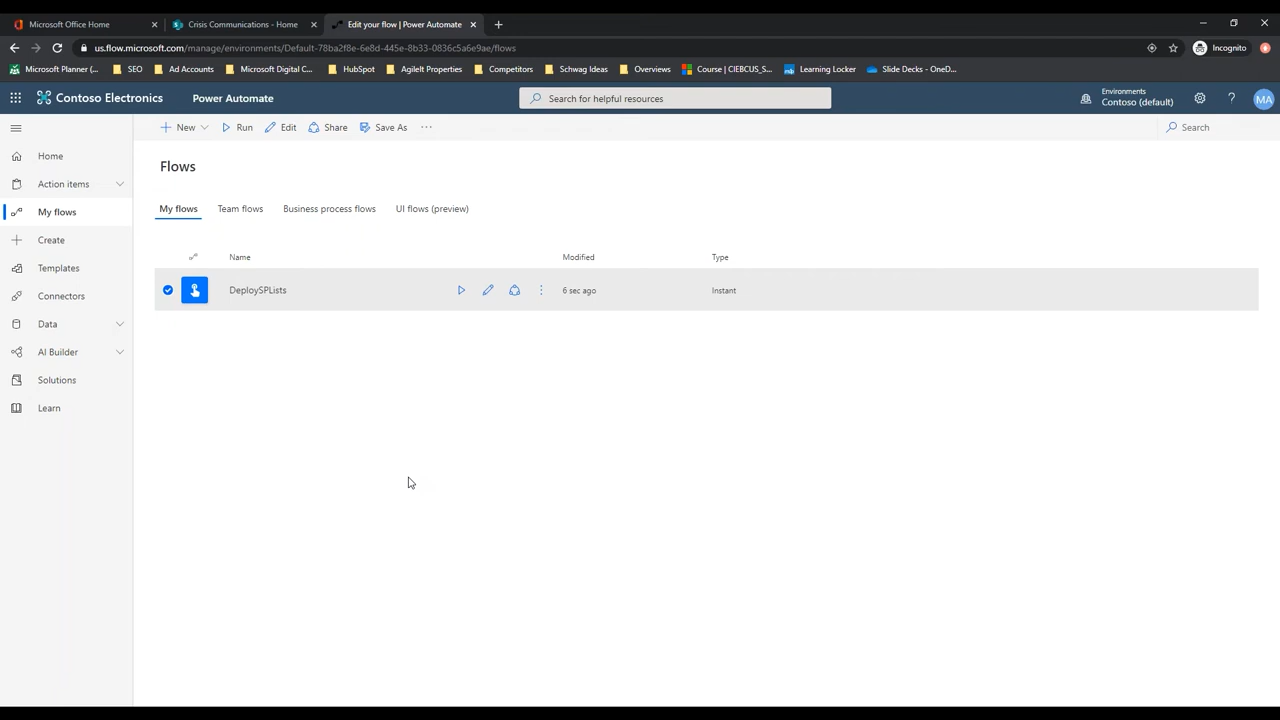 Microsoft Office Home
Crisis Communications - Home
Edit your flow | Power Automate
us.flow.microsoft.com/manage/environments/Default-78ba2f8e-6e8d-445e-8b33-0836c5a6e9ae/flows
Incognito
Microsoft Planner (...
SEO
Ad Accounts
Microsoft Digital C...
HubSpot
AgileIt Properties
Competitors
Schwag Ideas
Overviews
Course | CIEBCUS_S...
Learning Locker
Slide Decks - OneD...
Contoso Electronics
Power Automate
Search for helpful resources
Environments
Contoso (default)
MA
New
Run
Edit
Share
Save As
Search
Home
Action items
My flows
Create
Templates
Connectors
Data
AI Builder
Solutions
Learn
Flows
My flows
Team flows
Business process flows
UI flows (preview)
Name
Modified
Type
DeploySPLists
6 sec ago
Instant